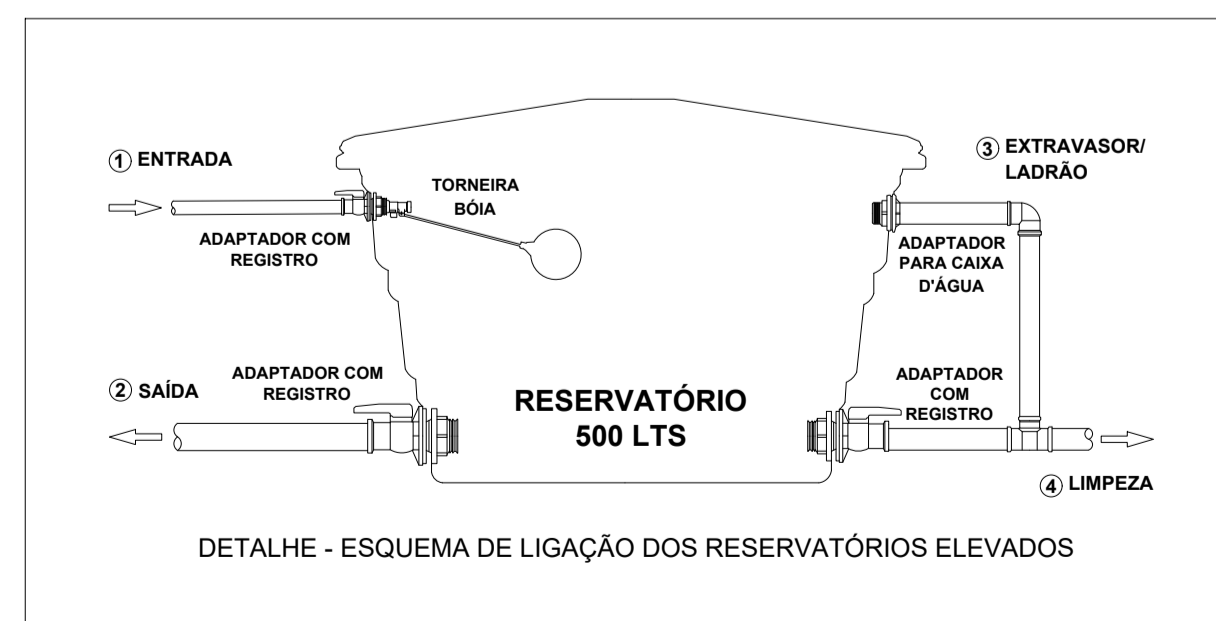 ① ENTRADA
TORNEIRA
BÓIA
ADAPTADOR COM
REGISTRO
③ EXTRAVASOR/
LADRÃO
ADAPTADOR
PARA CAIXA
D'ÁGUA
② SAÍDA
ADAPTADOR COM
REGISTRO
RESERVATÓRIO
500 LTS
ADAPTADOR
COM
REGISTRO
④ LIMPEZA
DETALHE - ESQUEMA DE LIGAÇÃO DOS RESERVATÓRIOS ELEVADOS